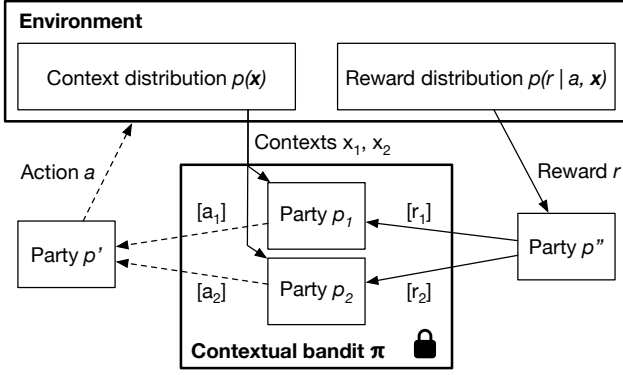 Environment
Context distribution p(x)
Reward distribution p(r | a, x)
Contexts x₁, x₂
Action a
Reward r
[a₁]
Party p₁
[r₁]
Party p'
Party p"
[a₂]
Party p₂
[r₂]
Contextual bandit π